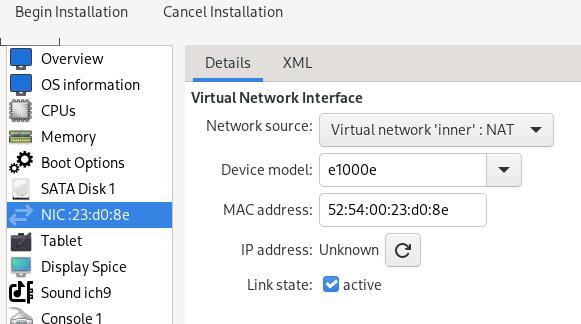 Begin Installation Cancel Installation
Overview
OS information
CPUs
Memory
Boot Options
SATA Disk 1
NIC :23:d0:8e
Tablet
Display Spice
Sound ich9
Console 1
Details XML
Virtual Network Interface
Network source: Virtual network 'inner' : NAT
Device model: e1000e
MAC address: 52:54:00:23:d0:8e
IP address: Unknown
Link state: active